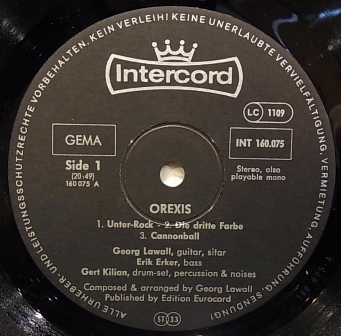 ALLE URHEBER- UND LEISTUNGSSCHUTZRECHTE VORBEHALTEN. KEIN VERLEIH! KEINE UNERLAUBTE VERVIELFÄLTIGUNG, VERMIETUNG, AUFFÜHRUNG, SENDUNG!
Intercord
LC 1109
GEMA
INT 160.075
Side 1
[20:49]
160 075 A
Stereo, also
playable mono
OREXIS
1. Unter-Rock - 2. Die dritte Farbe
3. Cannonball
Georg Lawall, guitar, sitar
Erik Erker, bass
Gert Kilian, drum-set, percussion & noises
Composed & arranged by Georg Lawall
Published by Edition Eurocord
ST 33